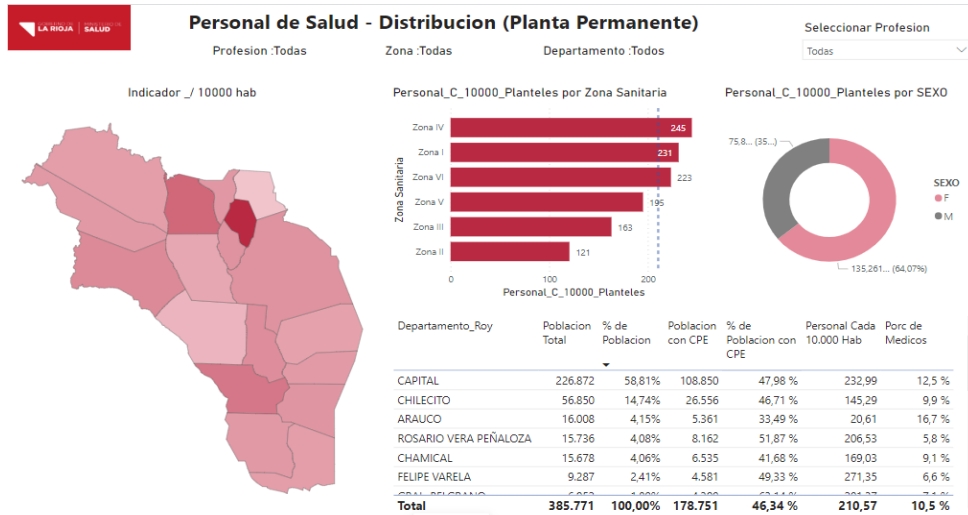 LA RIOJA
SALUD
Personal de Salud - Distribucion (Planta Permanente)
Profesion :Todas
Zona :Todas
Departamento :Todos
Seleccionar Profesion
Todas
Indicador _/ 10000 hab
Personal_C_10000_Planteles por Zona Sanitaria
Zona Sanitaria
Zona IV 245
Zona I 231
Zona VI 223
Zona V 195
Zona III 163
Zona II 121
0 100 200
Personal_C_10000_Planteles
Personal_C_10000_Planteles por SEXO
75,8... (35...)
135,261... (64,07%)
SEXO
F
M
Departamento_Roy Poblacion Total % de Poblacion Poblacion con CPE % de Poblacion con CPE Personal Cada 10.000 Hab Porc de Medicos
CAPITAL 226.872 58,81% 108.850 47,98 % 232,99 12,5 %
CHILECITO 56.850 14,74% 26.556 46,71 % 145,29 9,9 %
ARAUCO 16.008 4,15% 5.361 33,49 % 20,61 16,7 %
ROSARIO VERA PEÑALOZA 15.736 4,08% 8.162 51,87 % 206,53 5,8 %
CHAMICAL 15.678 4,06% 6.535 41,68 % 169,03 9,1 %
FELIPE VARELA 9.287 2,41% 4.581 49,33 % 271,35 6,6 %
Total 385.771 100,00% 178.751 46,34 % 210,57 10,5 %